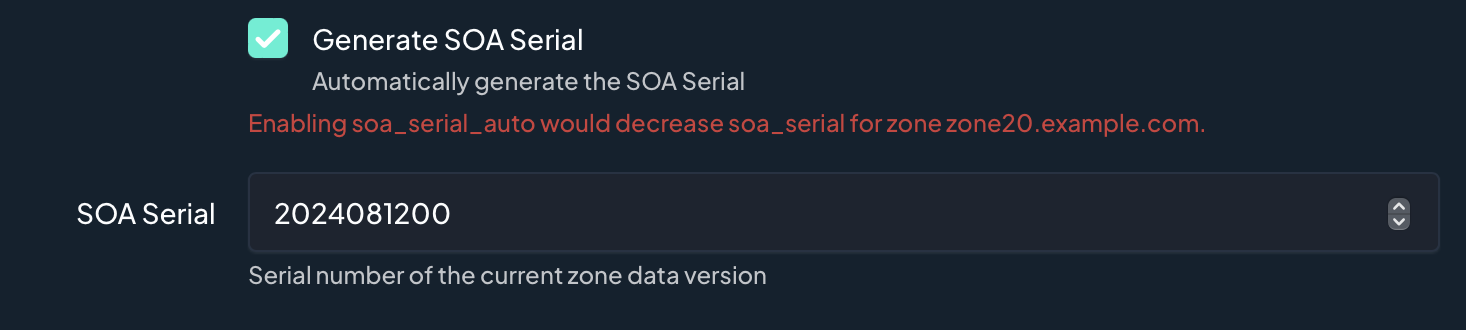 Generate SOA Serial
Automatically generate the SOA Serial
Enabling soa_serial_auto would decrease soa_serial for zone zone20.example.com.
SOA Serial
2024081200
Serial number of the current zone data version